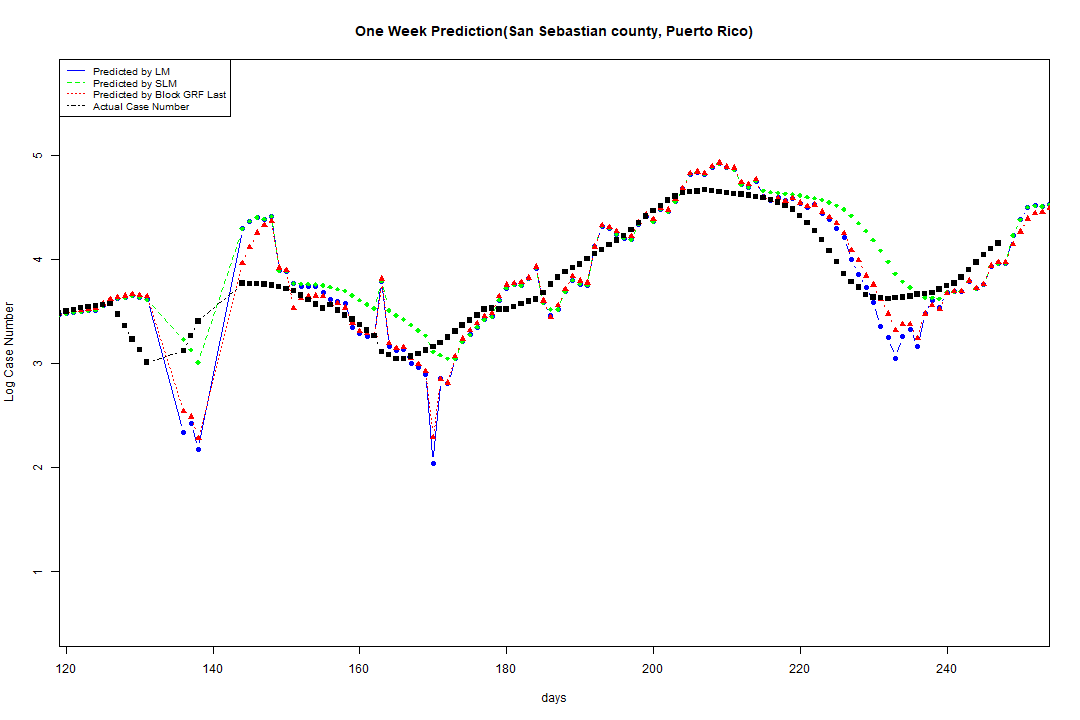 One Week Prediction(San Sebastian county, Puerto Rico)
Predicted by LM
Predicted by SLM
Predicted by Block GRF Last
Actual Case Number
5
4
3
2
1
Log Case Number
120 140 160 180 200 220 240
days